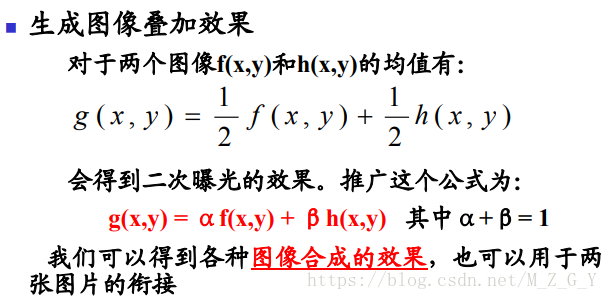 生成图像叠加效果
对于两个图像f(x,y)和h(x,y)的均值有：
g(x,y) = 1/2 f(x,y) + 1/2 h(x,y)
会得到二次曝光的效果。推广这个公式为：
g(x,y) = αf(x,y) + βh(x,y) 其中α+β= 1
我们可以得到各种图像合成的效果，也可以用于两
张图片的衔接
https://blog.csdn.net/M_Z_G_Y